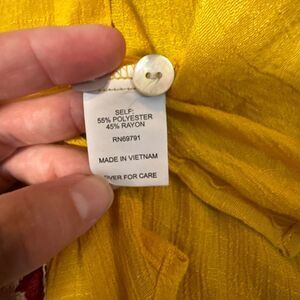 SELF:
55% POLYESTER
45% RAYON
RN69791
MADE IN VIETNAM
FOR CARE